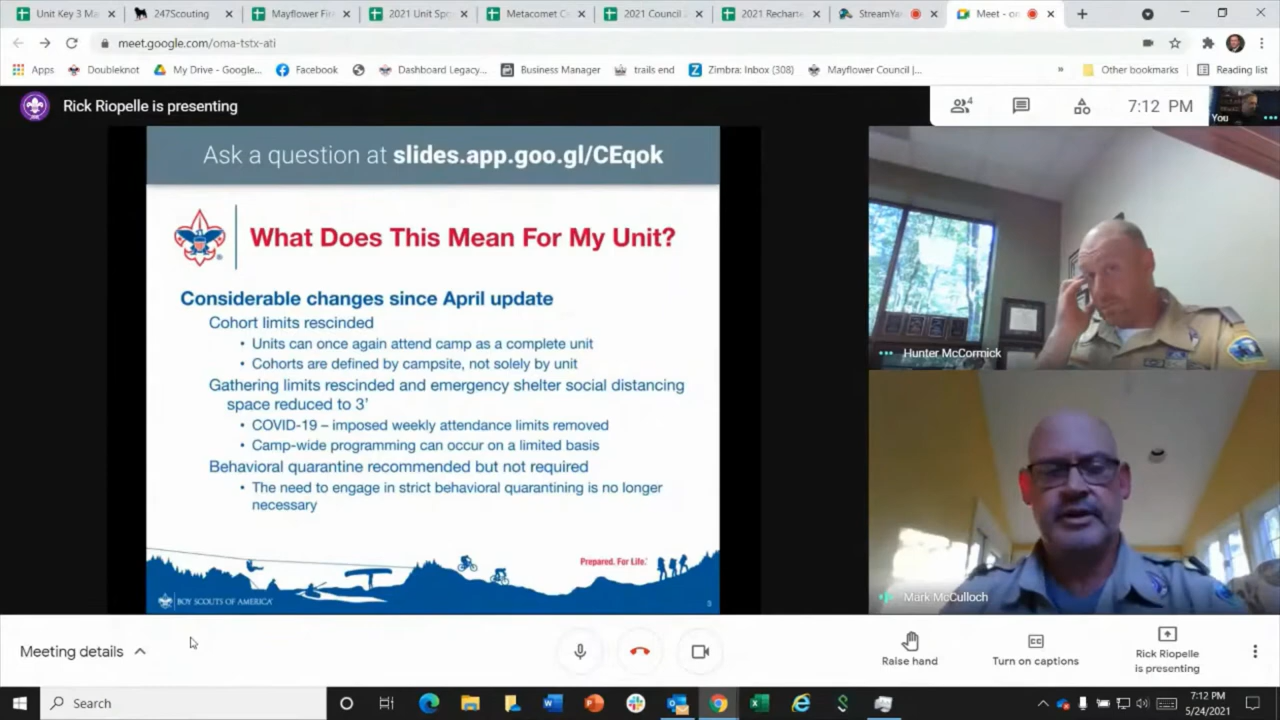 Unit Key 3 Ma
247Scouting
Mayflower Fin
2021 Unit Spo
Metacomet C
2021 Council
2021 Recharte
StreamYa
Meet - o
meet.google.com/oma-tstx-ati
Apps
Doubleknot
My Drive - Google...
Facebook
Dashboard Legacy...
Business Manager
trails end
Zimbra: Inbox (308)
Mayflower Council J...
»
Other bookmarks
Reading list
Rick Riopelle is presenting
4
7:12 PM
You
Ask a question at slides.app.goo.gl/CEqok
What Does This Mean For My Unit?
Considerable changes since April update
Cohort limits rescinded
• Units can once again attend camp as a complete unit
• Cohorts are defined by campsite, not solely by unit
Gathering limits rescinded and emergency shelter social distancing
space reduced to 3'
• COVID-19 – imposed weekly attendance limits removed
• Camp-wide programming can occur on a limited basis
Behavioral quarantine recommended but not required
• The need to engage in strict behavioral quarantining is no longer
necessary
Prepared. For Life.
BOY SCOUTS OF AMERICA
Hunter McCormick
Mark McCulloch
Meeting details
Raise hand
Turn on captions
Rick Riopelle
is presenting
Search
7:12 PM
5/24/2021